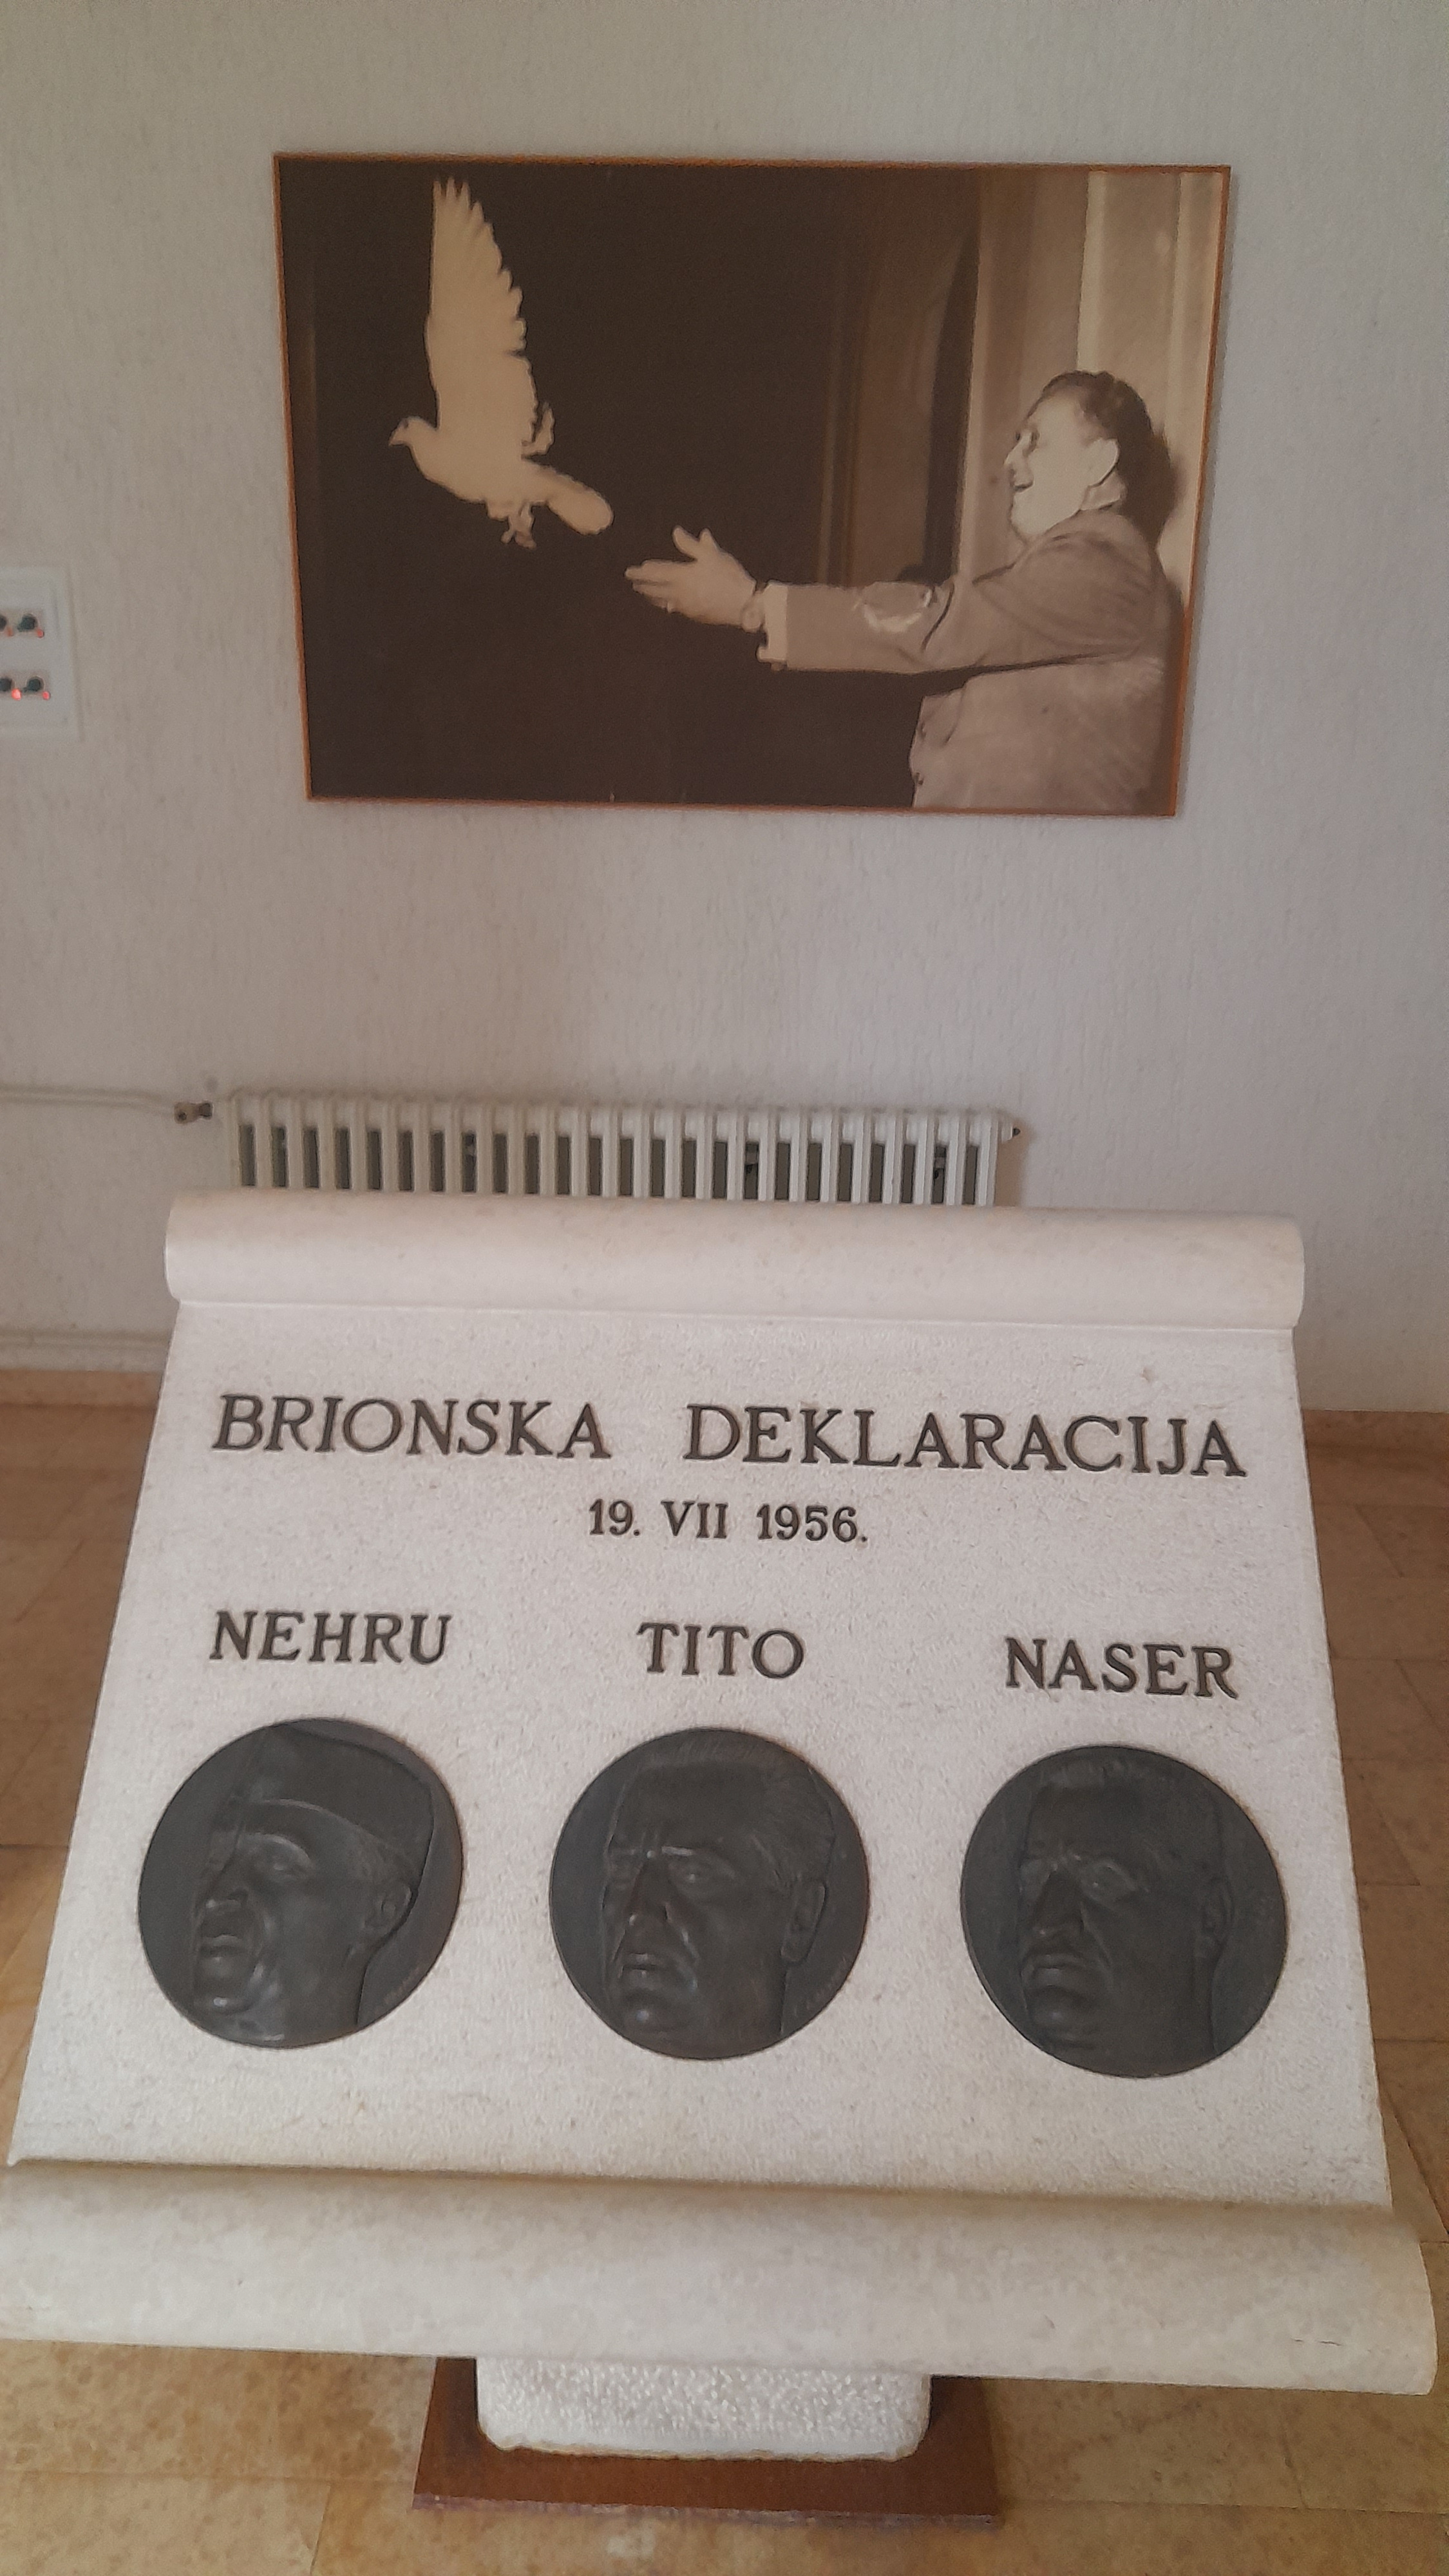 BRIONSKA DEKLARACIJA
19. VII 1956.
NEHRU TITO NASER